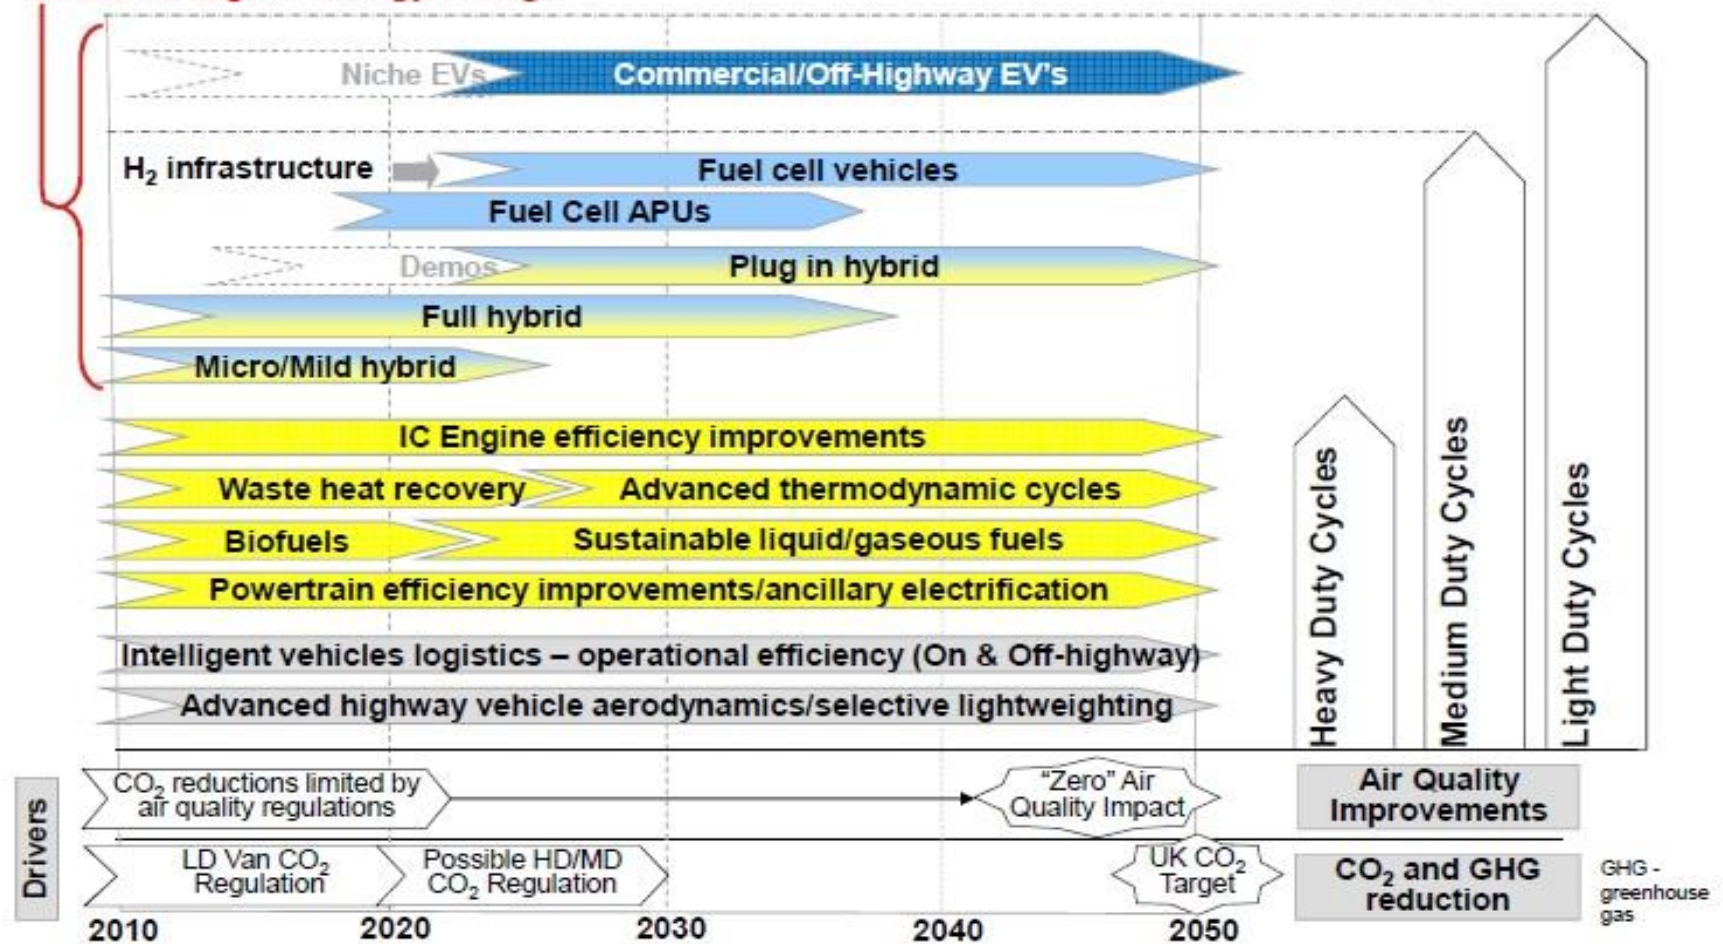 Niche EVs
Commercial/Off-Highway EV's
H₂ infrastructure
Fuel cell vehicles
Fuel Cell APUs
Demos
Plug in hybrid
Full hybrid
Micro/Mild hybrid
IC Engine efficiency improvements
Waste heat recovery
Advanced thermodynamic cycles
Biofuels
Sustainable liquid/gaseous fuels
Powertrain efficiency improvements/ancillary electrification
Intelligent vehicles logistics – operational efficiency (On & Off-highway)
Advanced highway vehicle aerodynamics/selective lightweighting
Heavy Duty Cycles
Medium Duty Cycles
Light Duty Cycles
Drivers
CO₂ reductions limited by
air quality regulations
“Zero” Air
Quality Impact
Air Quality
Improvements
LD Van CO₂
Regulation
Possible HD/MD
CO₂ Regulation
UK CO₂
Target
CO₂ and GHG
reduction
GHG -
greenhouse
gas
2010
2020
2030
2040
2050